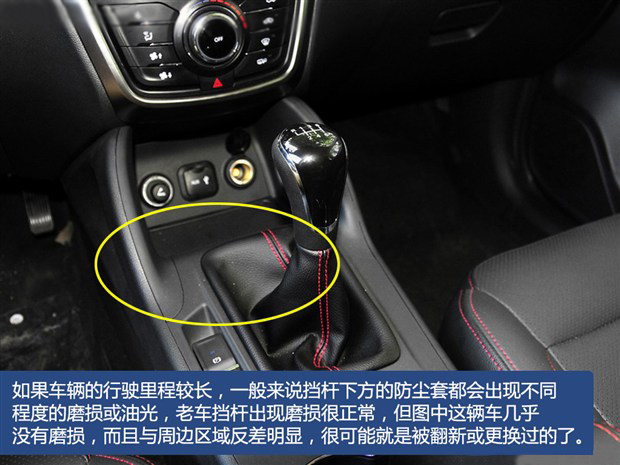 OFF
AUX
如果车辆的行驶里程较长，一般来说挡杆下方的防尘套都会出现不同
程度的磨损或油光，老车挡杆出现磨损很正常，但图中这辆车几乎
没有磨损，而且与周边区域反差明显，很可能就是被翻新或更换过的了。